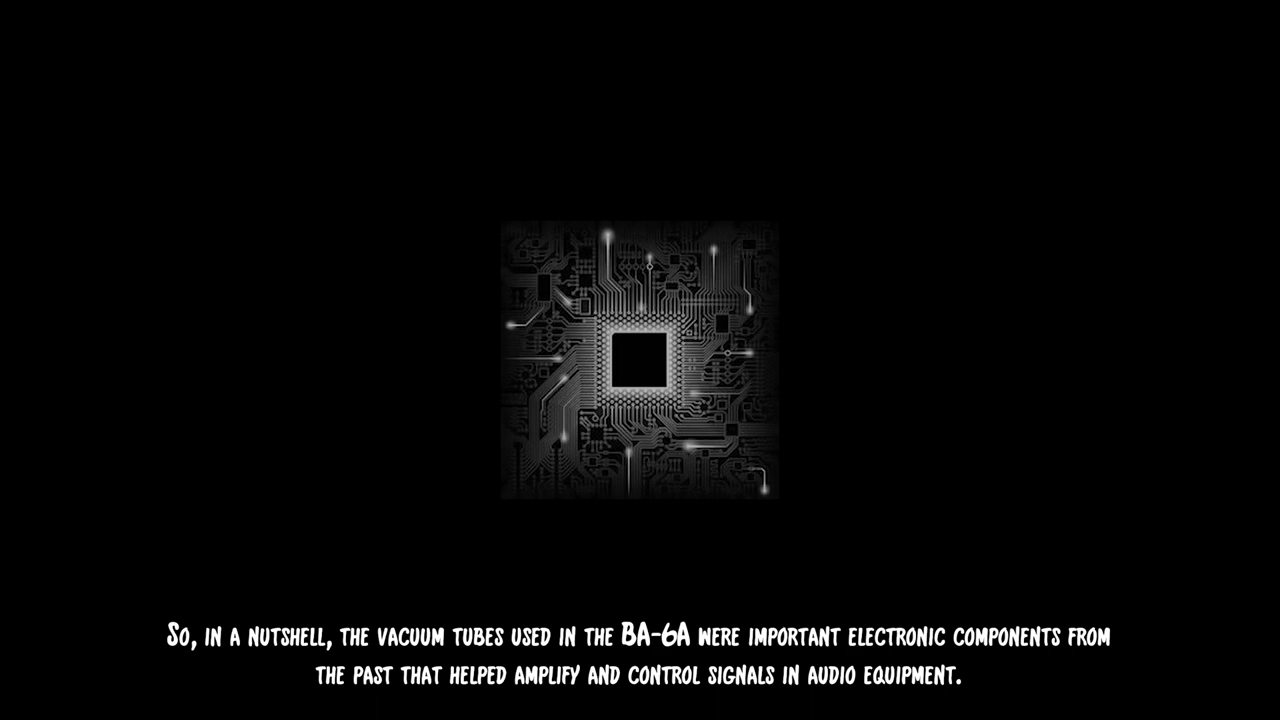 So, in a nutshell, the vacuum tubes used in the BA-6A were important electronic components from
the past that helped amplify and control signals in audio equipment.